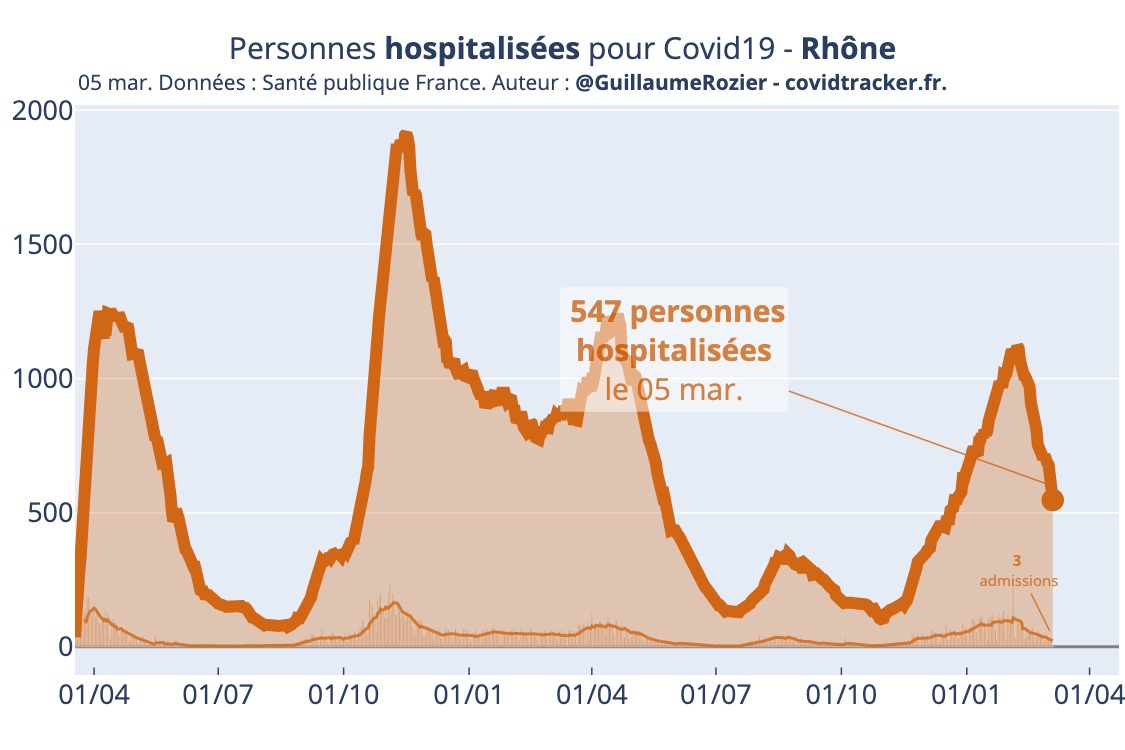 Personnes hospitalisées pour Covid19 - Rhône
05 mar. Données : Santé publique France. Auteur : @GuillaumeRozier - covidtracker.fr.
2000
1500
1000
500
0
547 personnes
hospitalisées
le 05 mar.
3
admissions
01/04 01/07 01/10 01/01 01/04 01/07 01/10 01/01 01/04